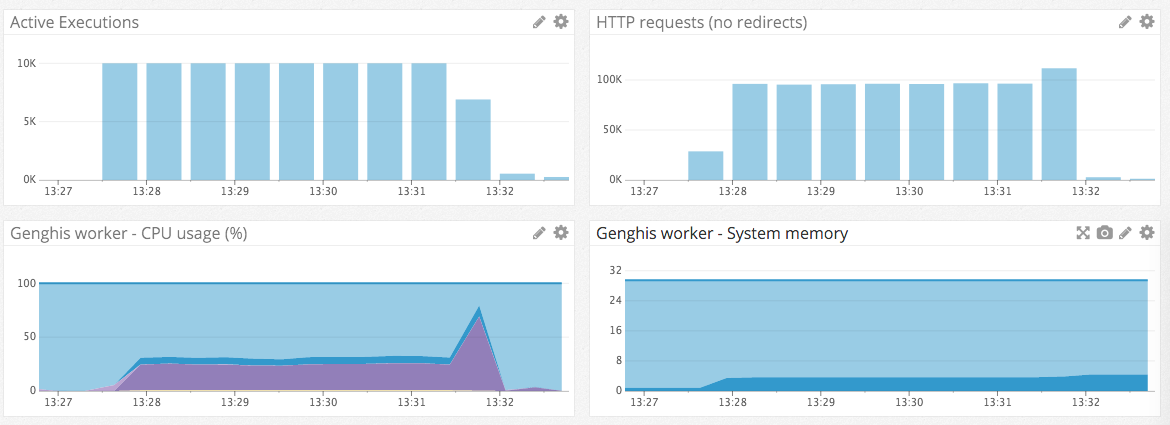 Active Executions
10K
5K
0K
13:27 13:28 13:29 13:30 13:31 13:32
HTTP requests (no redirects)
100K
50K
0K
13:27 13:28 13:29 13:30 13:31 13:32
Genghis worker - CPU usage (%)
100
50
0
13:27 13:28 13:29 13:30 13:31 13:32
Genghis worker - System memory
32
24
16
8
0
13:27 13:28 13:29 13:30 13:31 13:32